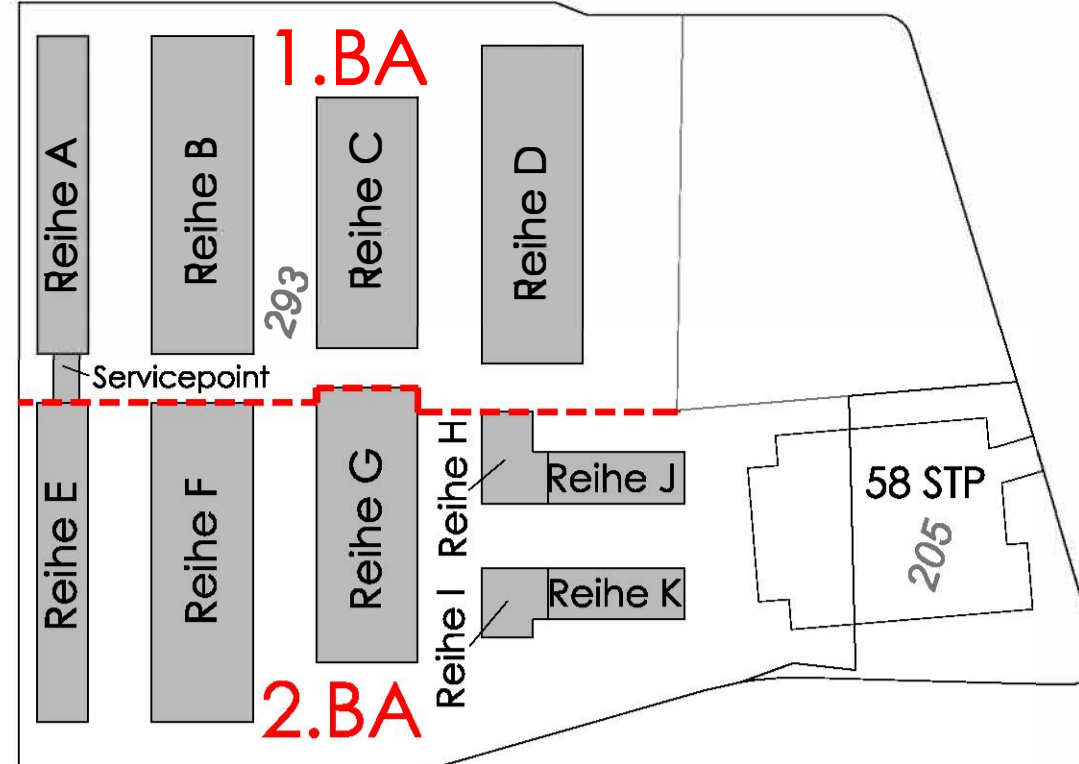 1.BA
Reihe A
Reihe B
Reihe C
Reihe D
293
Servicepoint
Reihe E
Reihe F
Reihe G
Reihe H
Reihe J
58 STP
205
Reihe I
Reihe K
2.BA